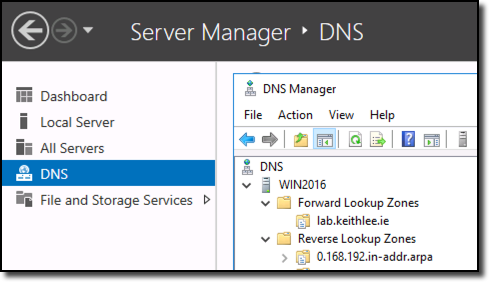 Server Manager ‣ DNS
Dashboard
Local Server
All Servers
DNS
File and Storage Services
DNS Manager
File Action View Help
DNS
WIN2016
Forward Lookup Zones
lab.keithlee.ie
Reverse Lookup Zones
0.168.192.in-addr.arpa